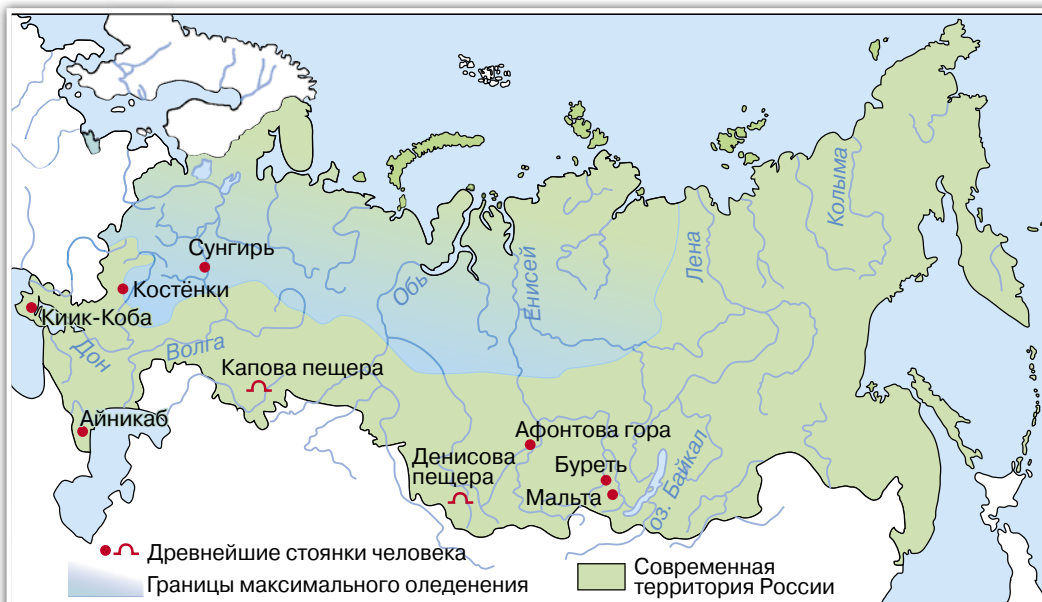 Колыма
Лена
Енисей
Обь
Сунгирь
Костёнки
Киик-Коба
Дон
Волга
Капова пещера
Айникаб
Афонтова гора
Денисова
пещера
Буреть
Мальта
оз. Байкал
Древнейшие стоянки человека
Границы максимального оледенения
Современная
территория России